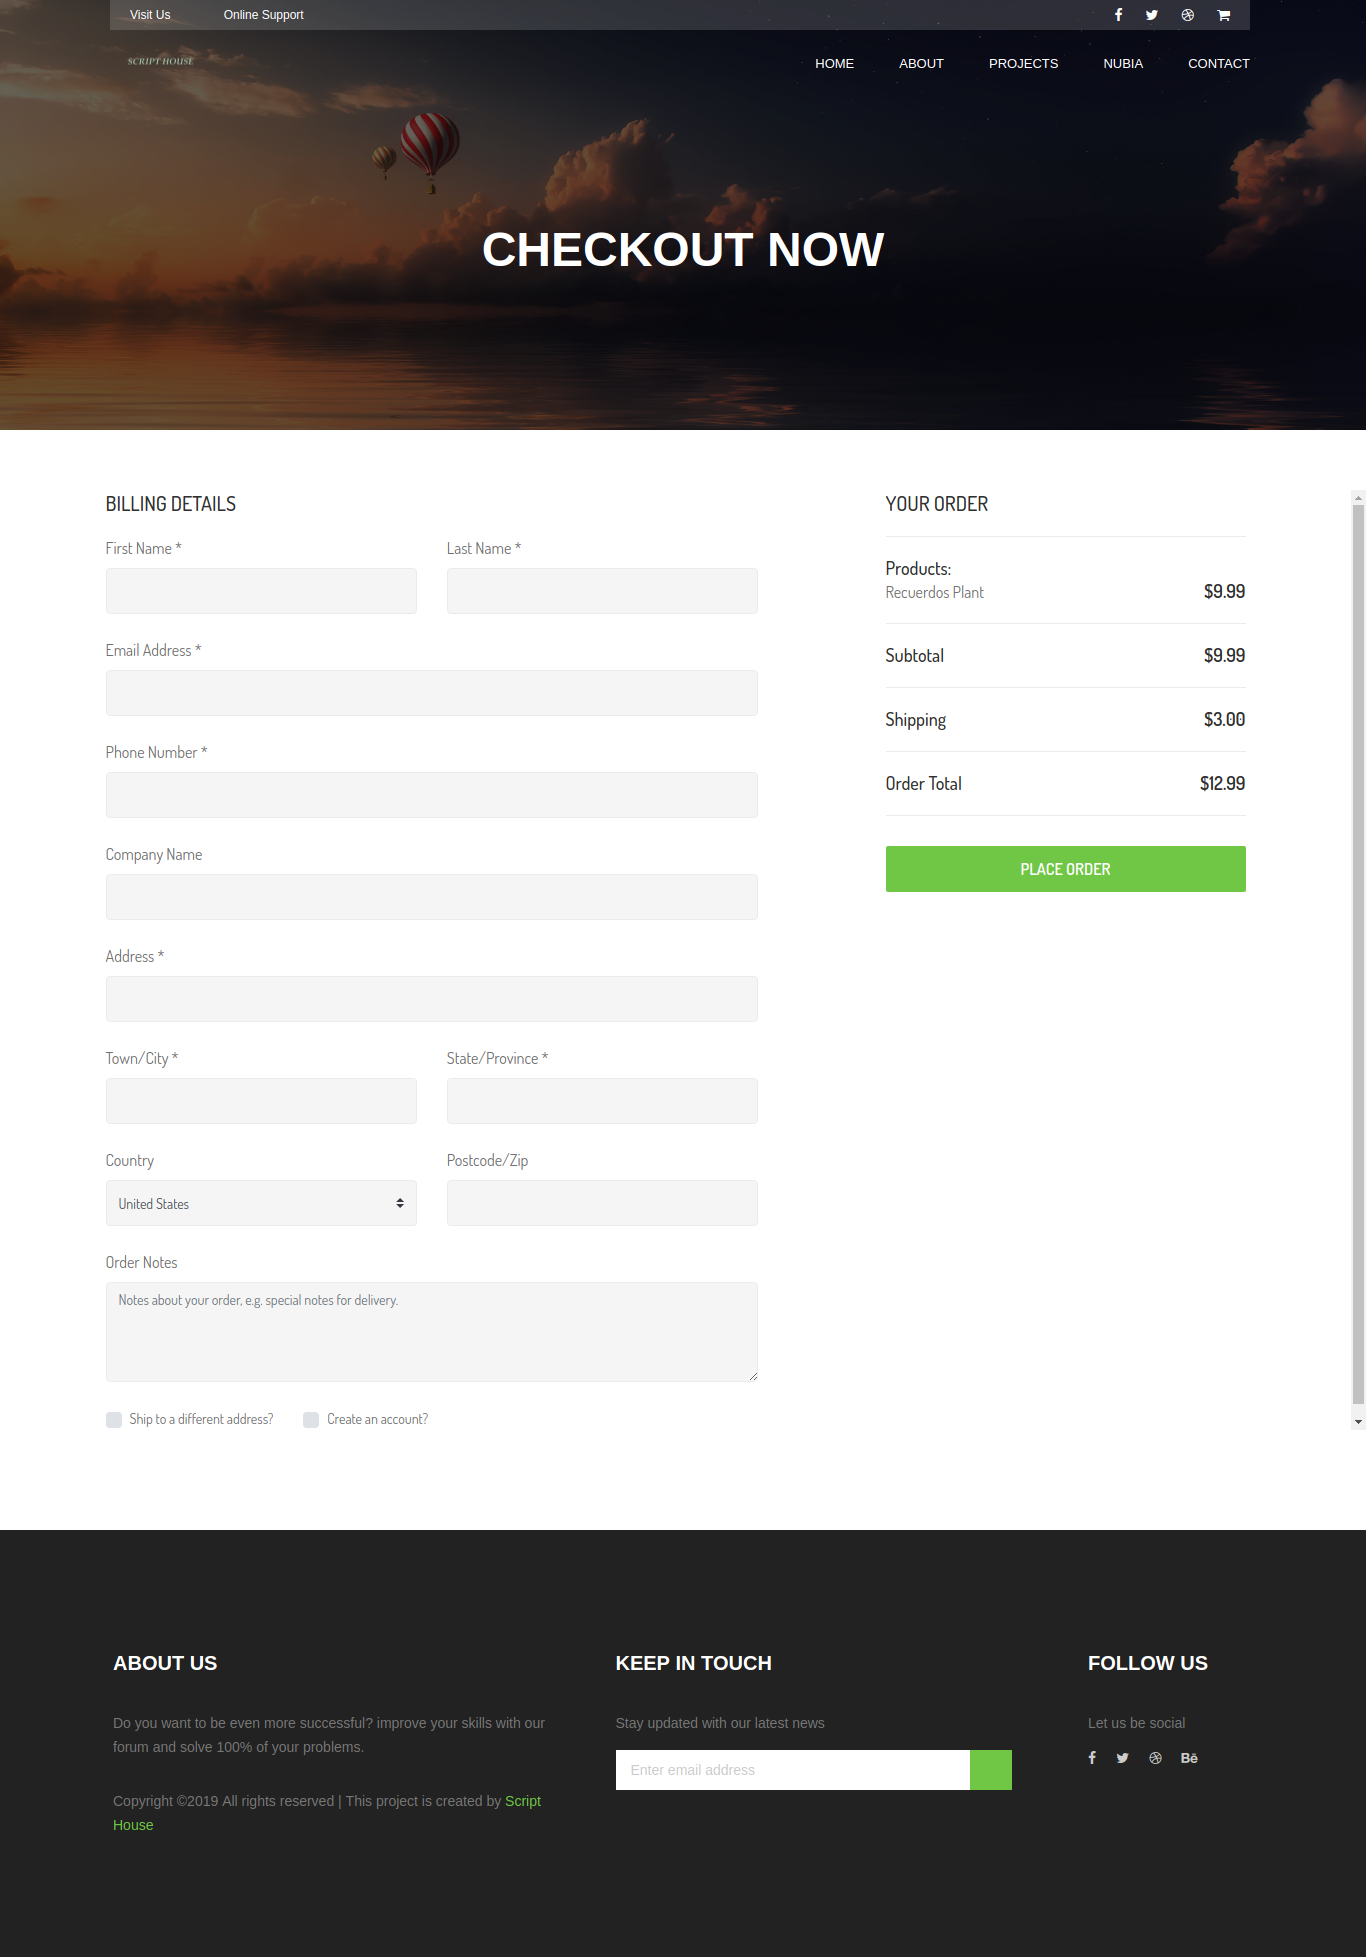 Visit Us
Online Support
SCRIPT HOUSE
HOME
ABOUT
PROJECTS
NUBIA
CONTACT
CHECKOUT NOW
BILLING DETAILS
First Name *
Last Name *
Email Address *
Phone Number *
Company Name
Address *
Town/City *
State/Province *
Country
Postcode/Zip
United States
Order Notes
Notes about your order, e.g. special notes for delivery.
Ship to a different address?
Create an account?
YOUR ORDER
Products:
Recuerdos Plant
$9.99
Subtotal
$9.99
Shipping
$3.00
Order Total
$12.99
PLACE ORDER
ABOUT US
Do you want to be even more successful? improve your skills with our
forum and solve 100% of your problems.
Copyright ©2019 All rights reserved | This project is created by Script
House
KEEP IN TOUCH
Stay updated with our latest news
Enter email address
FOLLOW US
Let us be social